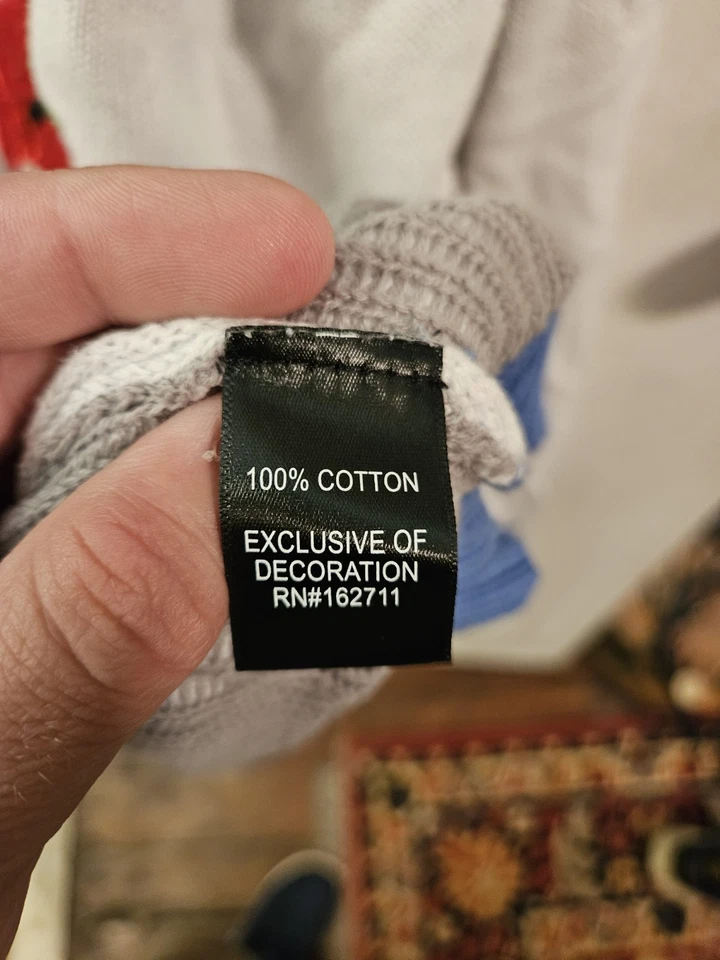 100% COTTON
EXCLUSIVE OF
DECORATION
RN#162711